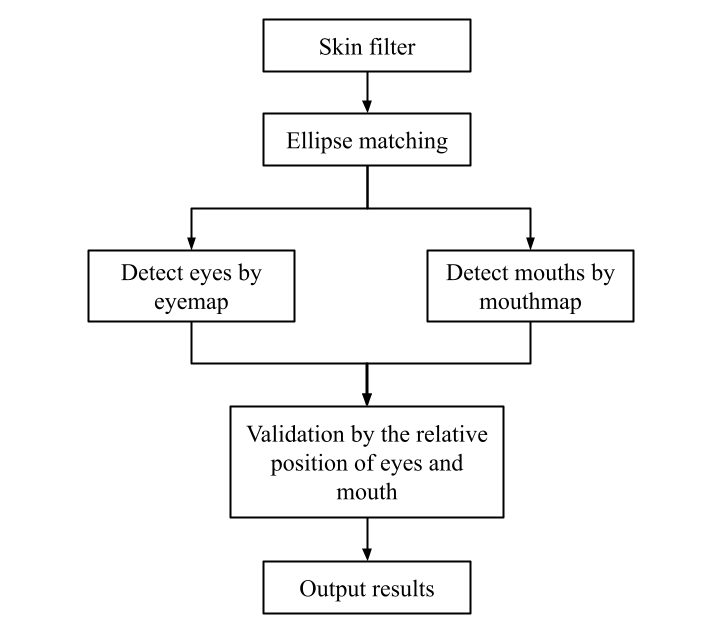 Skin filter
Ellipse matching
Detect eyes by
eyemap
Detect mouths by
mouthmap
Validation by the relative
position of eyes and
mouth
Output results